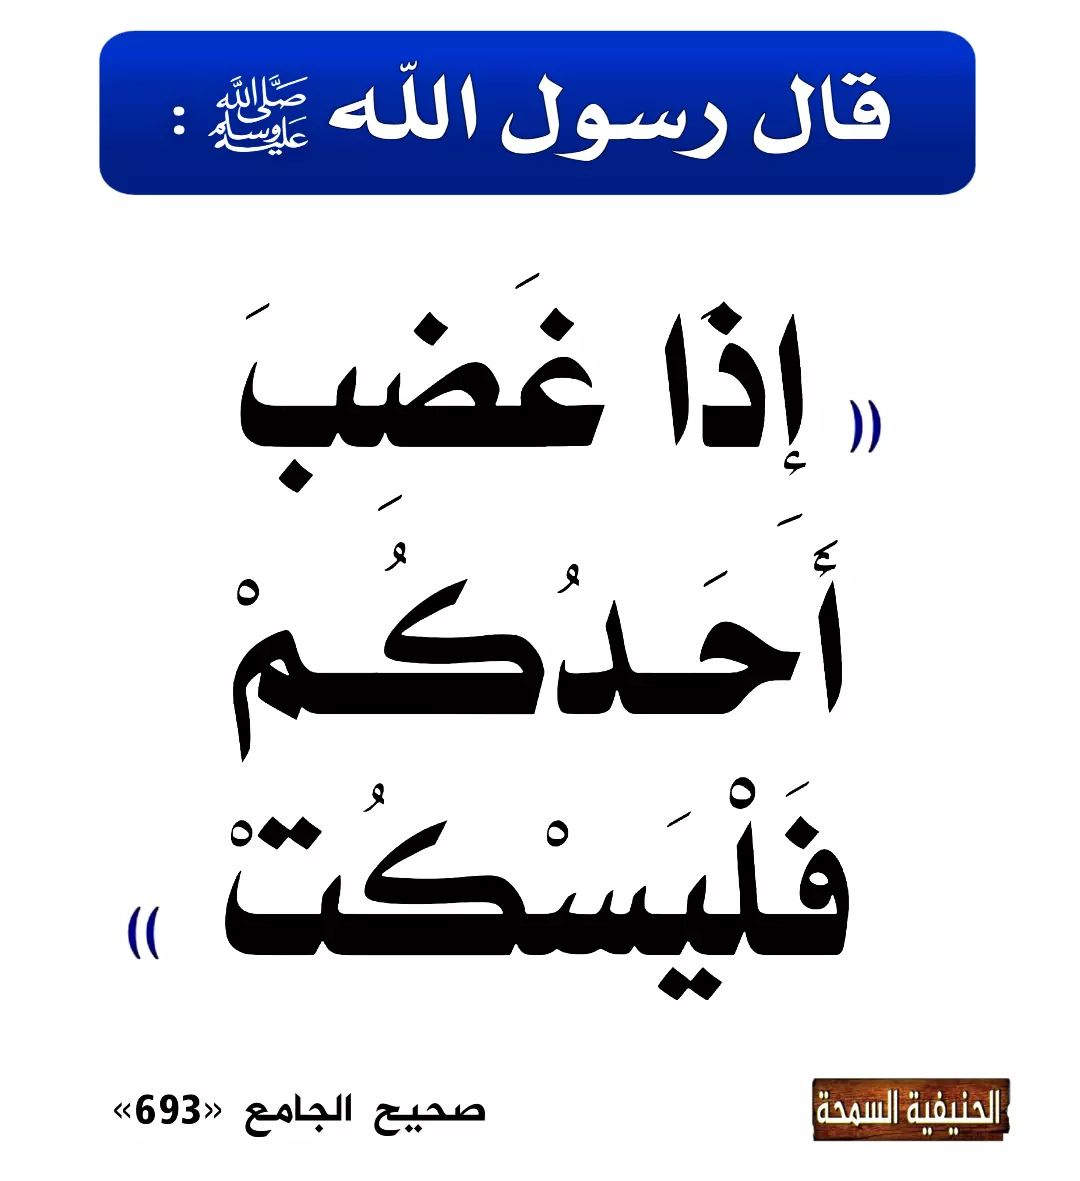 قال رسول الله ﷺ :
(( إِذَا غَضِبَ
أَحَدُكُمْ
فَلْيَسْكُتْ ))
صحيح الجامع «693»
الحنيفية السمحة